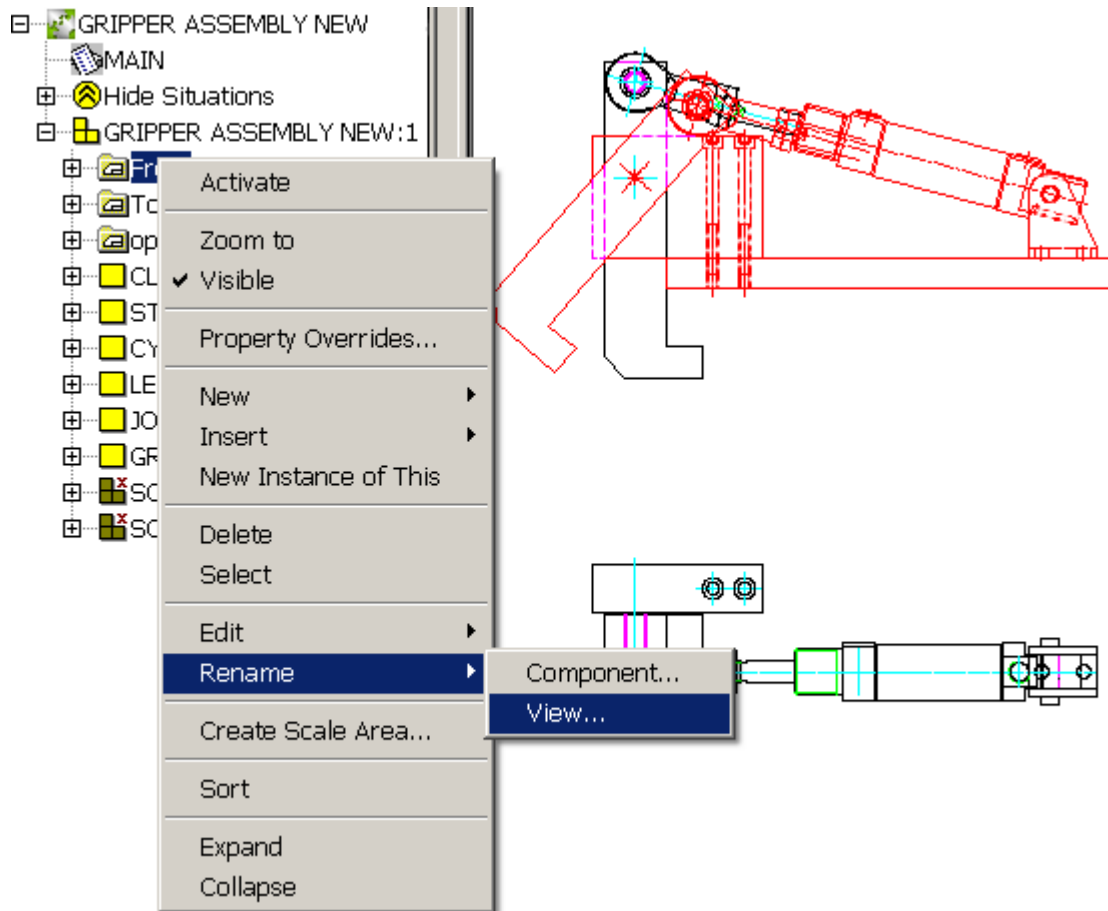 GRIPPER ASSEMBLY NEW
MAIN
Hide Situations
GRIPPER ASSEMBLY NEW:1
Activate
Zoom to
Visible
Property Overrides...
New
Insert
New Instance of This
Delete
Select
Edit
Rename
Component...
View...
Create Scale Area...
Sort
Expand
Collapse